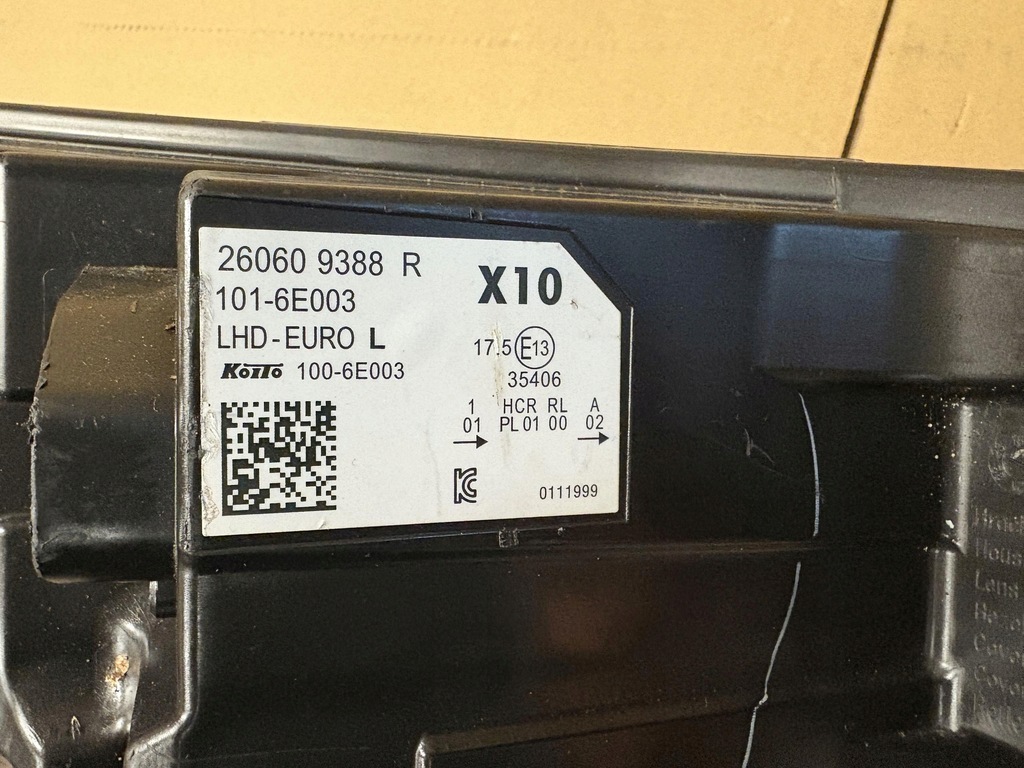 26060 9388 R
X10
101-6E003
LHD-EURO L
KOITO 100-6E003
17.5 E13
35406
1 HCR RL A
01 PL01 00 02
0111999
Lens